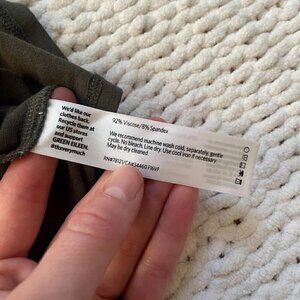 We'd like our
clothes back.
Recycle them at
our US stores
and support
GREEN EILEEN.
#thxverymuch
92% Viscose/8% Spandex
We recommend machine wash cold, separately, gentle
cycle. No bleach. Line dry. Use cool iron if necessary
May be dry cleaned